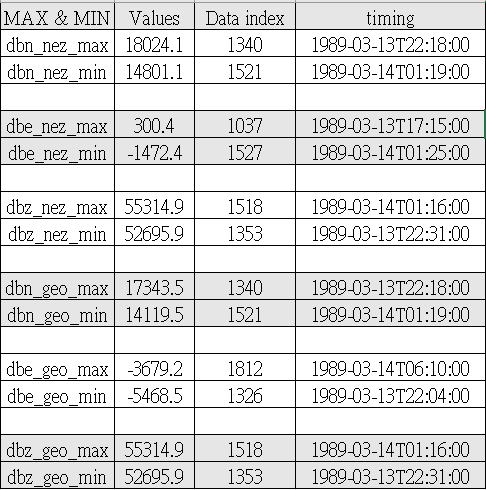 MAX & MIN Values Data index timing
dbn_nez_max 18024.1 1340 1989-03-13T22:18:00
dbn_nez_min 14801.1 1521 1989-03-14T01:19:00
dbe_nez_max 300.4 1037 1989-03-13T17:15:00
dbe_nez_min -1472.4 1527 1989-03-14T01:25:00
dbz_nez_max 55314.9 1518 1989-03-14T01:16:00
dbz_nez_min 52695.9 1353 1989-03-13T22:31:00
dbn_geo_max 17343.5 1340 1989-03-13T22:18:00
dbn_geo_min 14119.5 1521 1989-03-14T01:19:00
dbe_geo_max -3679.2 1812 1989-03-14T06:10:00
dbe_geo_min -5468.5 1326 1989-03-13T22:04:00
dbz_geo_max 55314.9 1518 1989-03-14T01:16:00
dbz_geo_min 52695.9 1353 1989-03-13T22:31:00